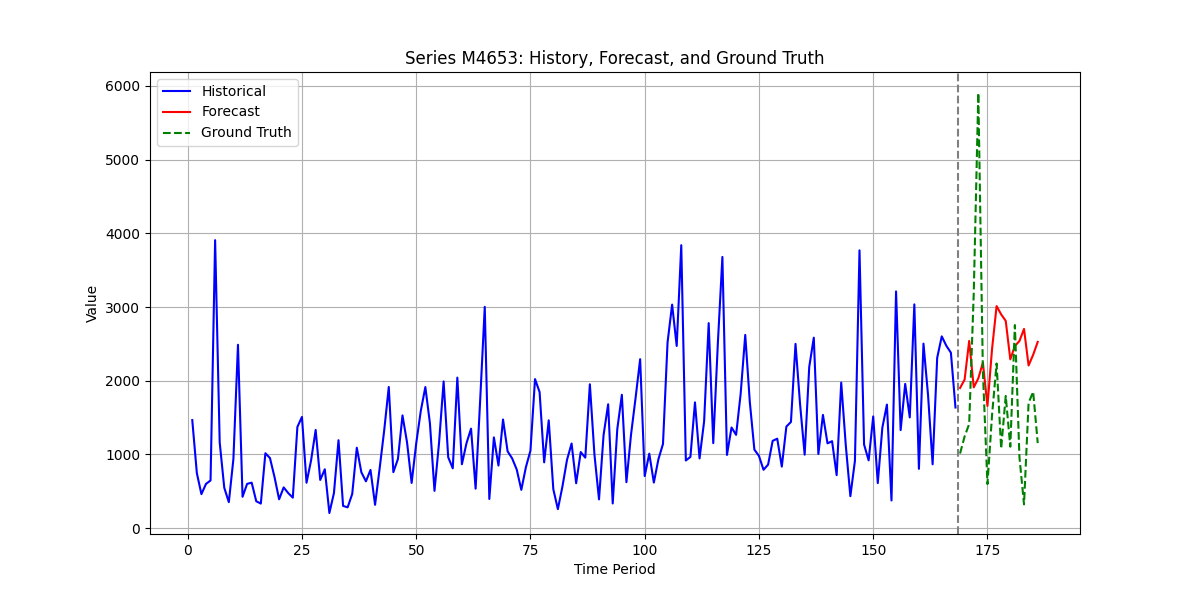 Series M4653: History, Forecast, and Ground Truth
Historical
Forecast
Ground Truth
6000
5000
4000
3000
2000
1000
0
Value
0 25 50 75 100 125 150 175
Time Period